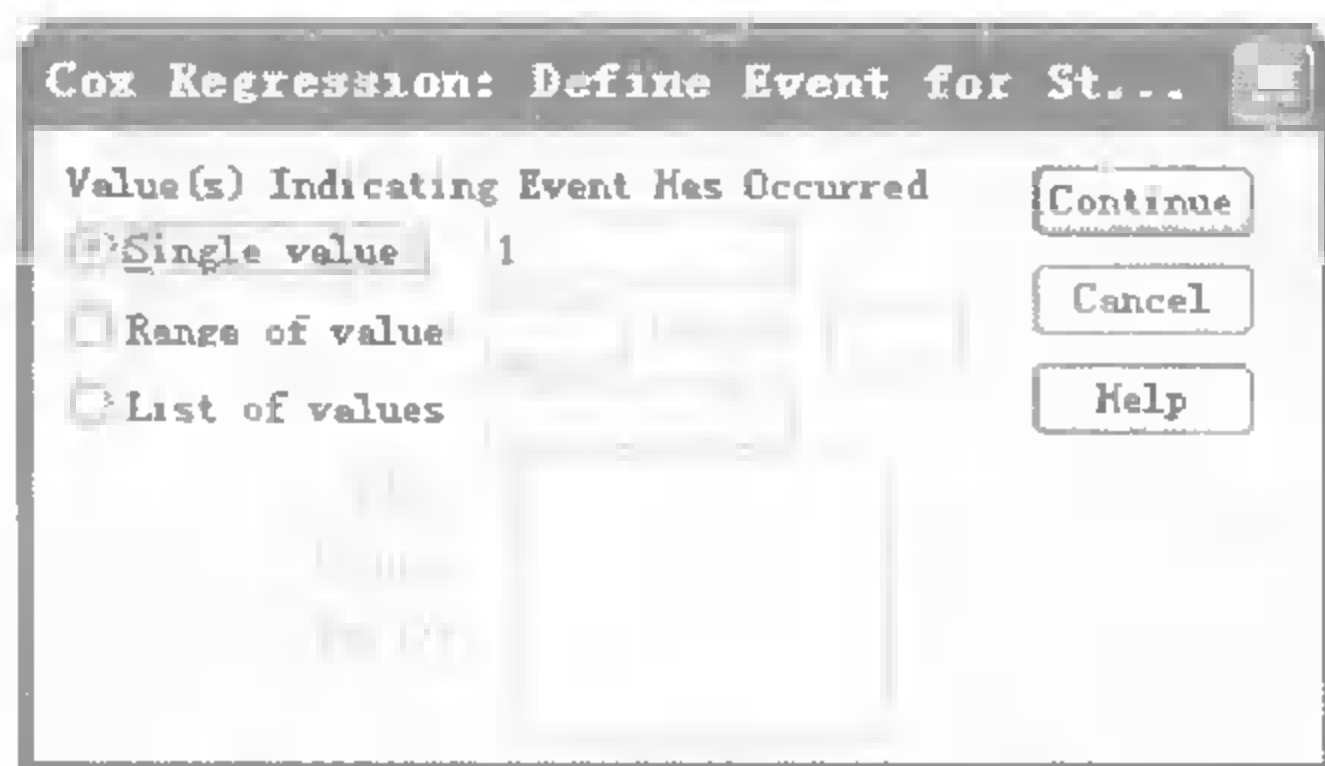 Cox Regression: Define Event for St...
Value(s) Indicating Event Has Occurred
Single value 1
Range of value
List of values
Continue
Cancel
Help